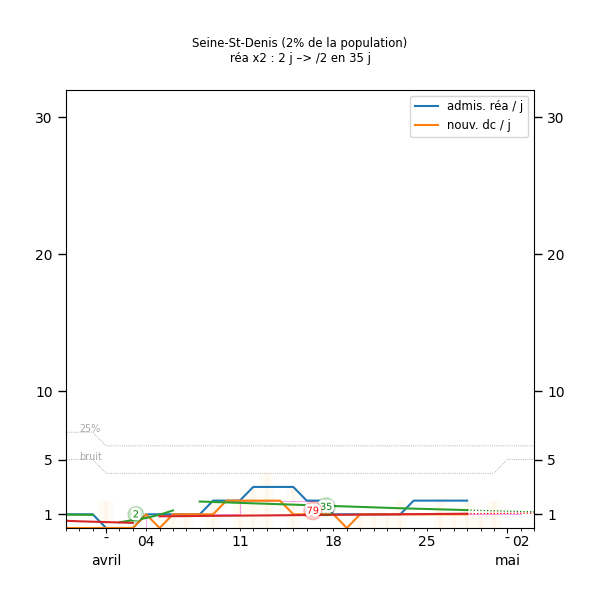 Seine-St-Denis (2% de la population)
réa x2 : 2 j –> /2 en 35 j
admis. réa / j
nouv. dc / j
30 30
20 20
10 10
25%
5 bruit 5
1 2 79 35 1
- 04 11 18 25 - 02
avril mai